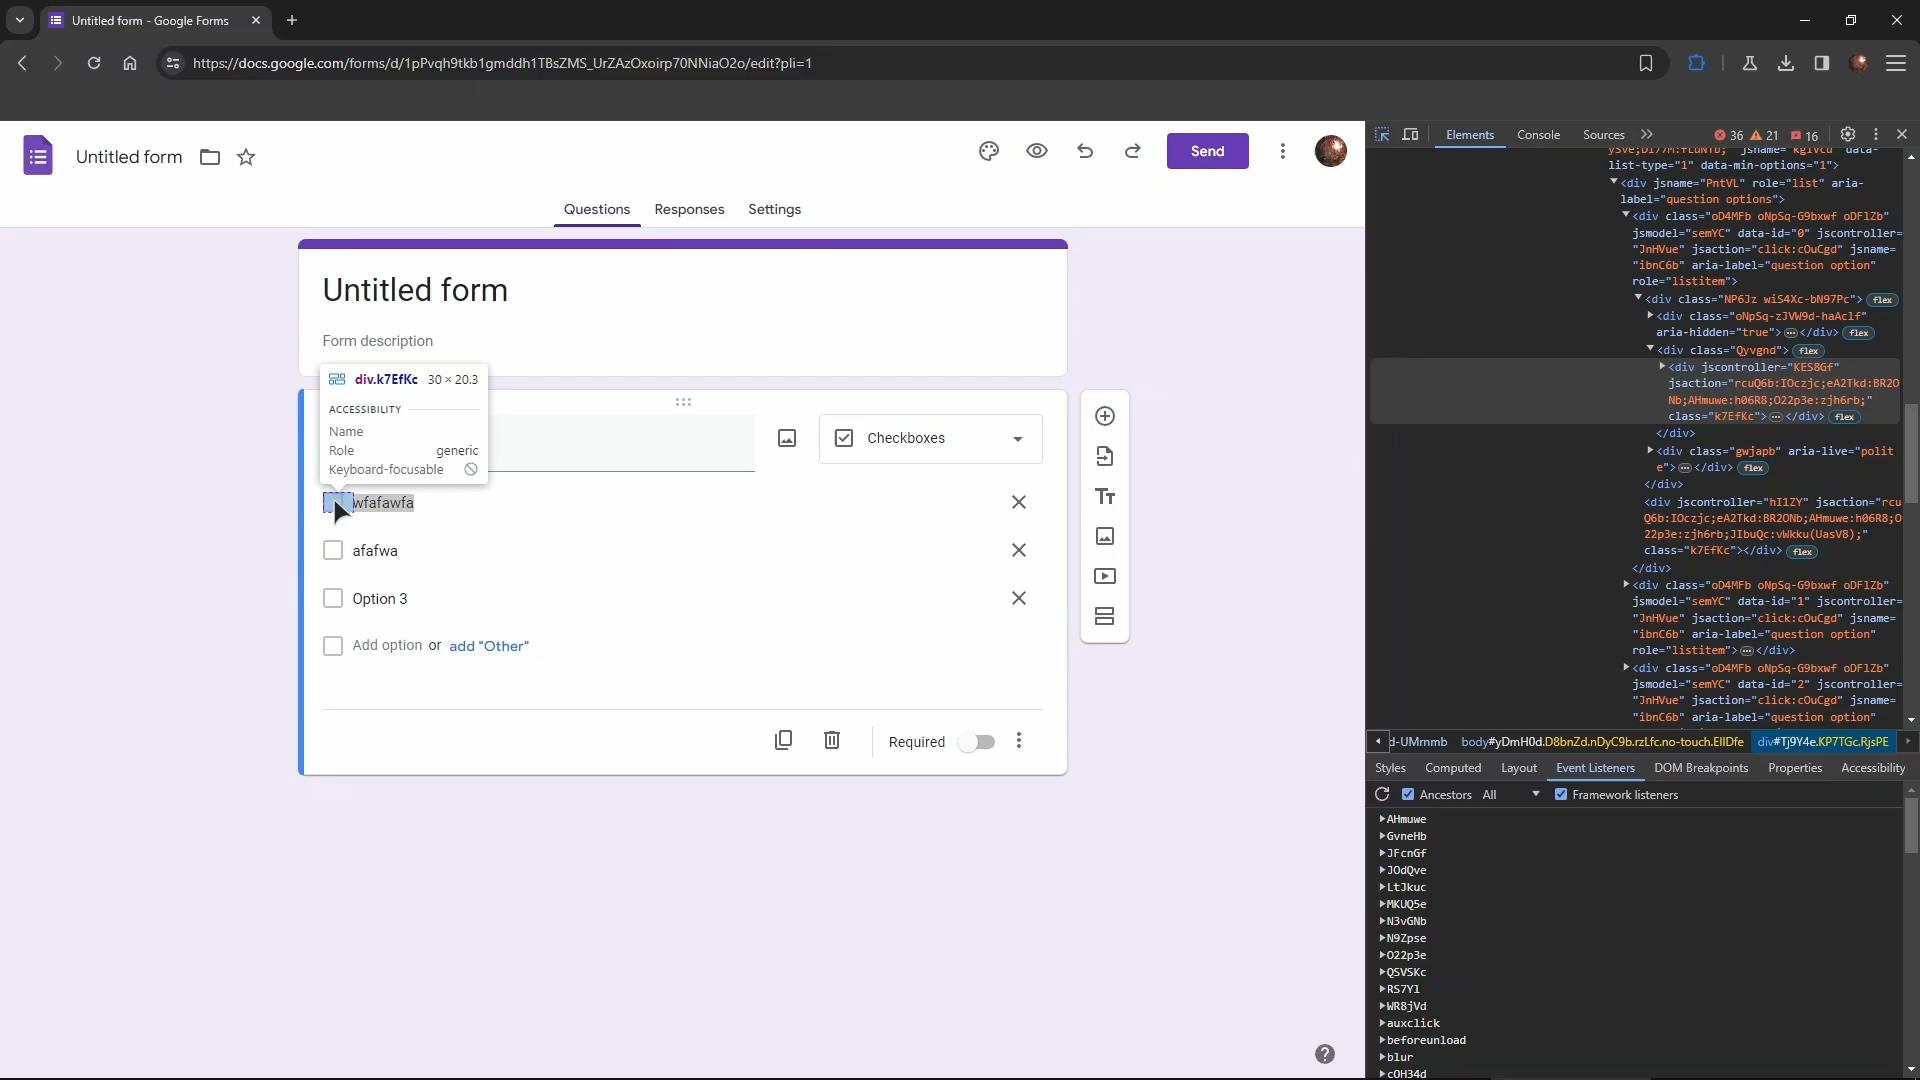 Untitled form - Google Forms
https://docs.google.com/forms/d/1pPvqh9tkb1gmddh1TBsZMS_UrZAzOxoirp70NNiaO2o/edit?pli=1
Untitled form
Send
Questions Responses Settings
Untitled form
Form description
div.k7EfKc 30 × 20.3
ACCESSIBILITY
Name
Role generic
Keyboard-focusable
Checkboxes
wfafawfa
afafwa
Option 3
Add option or add "Other"
Required
Elements Console Sources 36 21 16
list-type="1" data-min-options="1">
<div jsname="PntVL" role="list" aria-
label="question options">
<div class="oD4MFb oNpSq-G9bxwf oDFlZb"
jsmodel="semYC" data-id="0" jscontroller=
"JnHVue" jsaction="click:cOuCgd" jsname=
"ibnC6b" aria-label="question option"
role="listitem">
<div class="NP6Jz wiS4Xc-bN97Pc"> flex
<div class="oNpSq-zJVW9d-haAclf"
aria-hidden="true"> … </div> flex
<div class="Qyvgnd"> flex
<div jscontroller="KES8Gf"
jsaction="rcuQ6b:IOczjc;eA2Tkd:BR2O
Nb;AHmuwe:h06R8;O22p3e:zjh6rb;"
class="k7EfKc"> … </div> flex
</div>
<div class="gwjapb" aria-live="polit
e"> … </div> flex
</div>
<div jscontroller="hI1ZY" jsaction="rcu
Q6b:IOczjc;eA2Tkd:BR2ONb;AHmuwe:h06R8;O
22p3e:zjh6rb;JIbuQc:vWkku(UasV8);"
class="k7EfKc"></div> flex
</div>
<div class="oD4MFb oNpSq-G9bxwf oDFlZb"
jsmodel="semYC" data-id="1" jscontroller=
"JnHVue" jsaction="click:cOuCgd" jsname=
"ibnC6b" aria-label="question option"
role="listitem"> … </div>
<div class="oD4MFb oNpSq-G9bxwf oDFlZb"
jsmodel="semYC" data-id="2" jscontroller=
"JnHVue" jsaction="click:cOuCgd" jsname=
"ibnC6b" aria-label="question option"
d-UMrnmb body#yDmH0d.D8bnZd.nDyC9b.rzLfc.no-touch.EIlDfe div#Tj9Y4e.KP7TGc.RjsPE
Styles Computed Layout Event Listeners DOM Breakpoints Properties Accessibility
Ancestors All Framework listeners
AHmuwe
GvneHb
JFcnGf
JOdQve
LtJkuc
MKUQ5e
N3vGNb
N9Zpse
O22p3e
QSVSKc
RS7Yl
WR8jVd
auxclick
beforeunload
blur
cOH34d